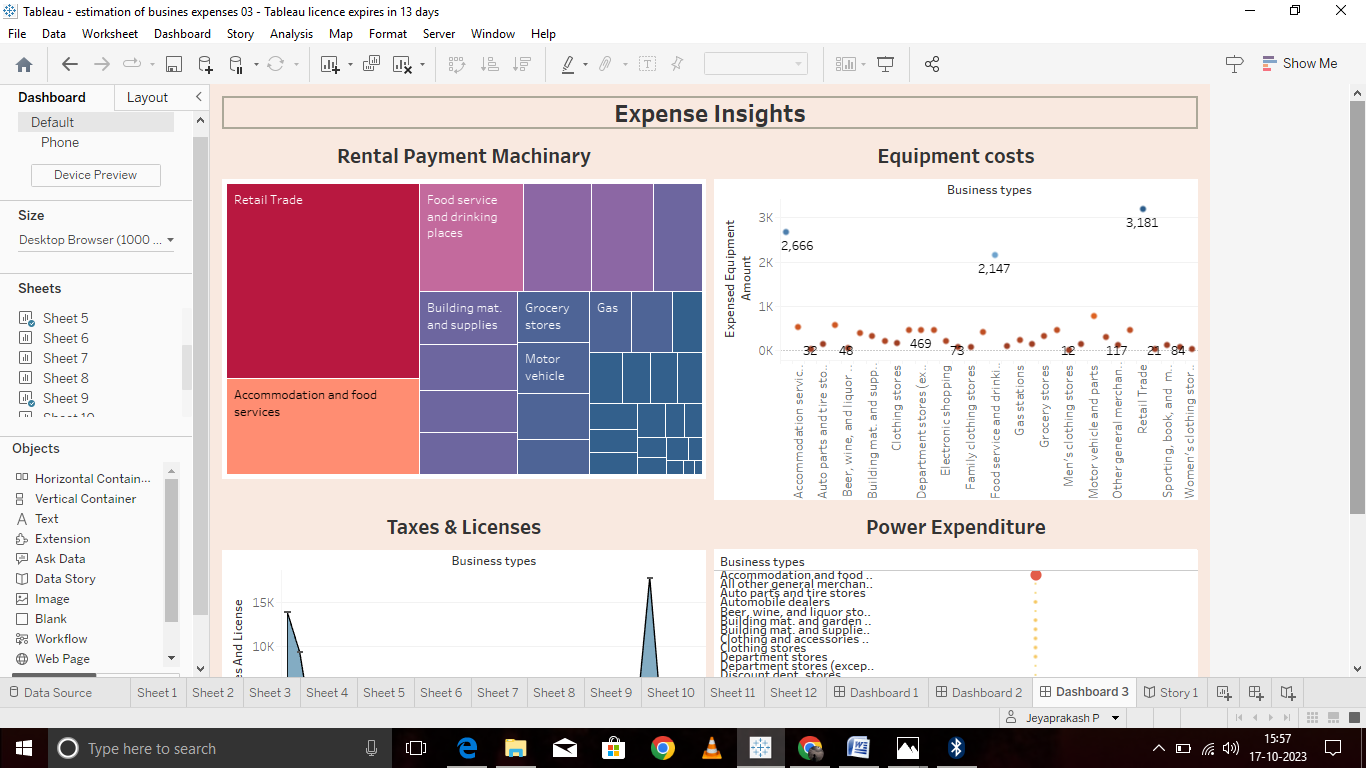 Tableau - estimation of busines expenses 03 - Tableau licence expires in 13 days
File Data Worksheet Dashboard Story Analysis Map Format Server Window Help
Show Me
Dashboard Layout
Default
Phone
Device Preview
Size
Desktop Browser (1000 ...
Sheets
Sheet 5
Sheet 6
Sheet 7
Sheet 8
Sheet 9
Objects
Horizontal Contain...
Vertical Container
Text
Extension
Ask Data
Data Story
Image
Blank
Workflow
Web Page
Expense Insights
Rental Payment Machinary
Retail Trade
Food service
and drinking
places
Building mat.
and supplies
Grocery
stores
Gas
Motor
vehicle
Accommodation and food
services
Equipment costs
Business types
Expensed Equipment
Amount
3K
2K
1K
0K
2,666
32
48
469
73
2,147
12
117
3,181
21
84
Accommodation servic..
Auto parts and tire sto..
Beer, wine, and liquor ..
Building mat. and supp..
Clothing stores
Department stores (ex..
Electronic shopping
Family clothing stores
Food service and drinki..
Gas stations
Grocery stores
Men's clothing stores
Motor vehicle and parts
Other general merchan..
Retail Trade
Sporting, book, and m..
Women's clothing stor..
Taxes & Licenses
Business types
15K
10K
es And License
Power Expenditure
Business types
Accommodation and food ..
All other general merchan..
Auto parts and tire stores
Automobile dealers
Beer, wine, and liquor sto..
Building mat. and garden ..
Building mat. and supplie..
Clothing and accessories ..
Clothing stores
Department stores
Department stores (excep..
Discount dept. stores
Data Source Sheet 1 Sheet 2 Sheet 3 Sheet 4 Sheet 5 Sheet 6 Sheet 7 Sheet 8 Sheet 9 Sheet 10 Sheet 11 Sheet 12 Dashboard 1 Dashboard 2 Dashboard 3 Story 1
Jeyaprakash P
Type here to search
15:57
17-10-2023